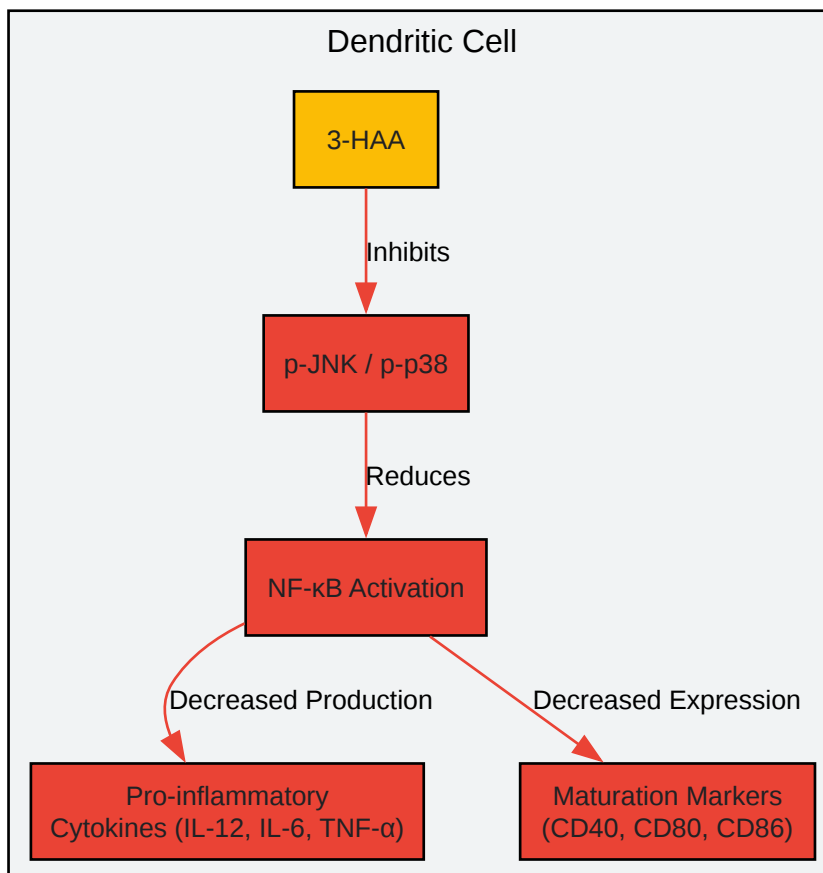 Dendritic Cell
3-HAA
Inhibits
p-JNK / p-p38
Reduces
NF-κB Activation
Decreased Production
Decreased Expression
Pro-inflammatory
Cytokines (IL-12, IL-6, TNF-α)
Maturation Markers
(CD40, CD80, CD86)